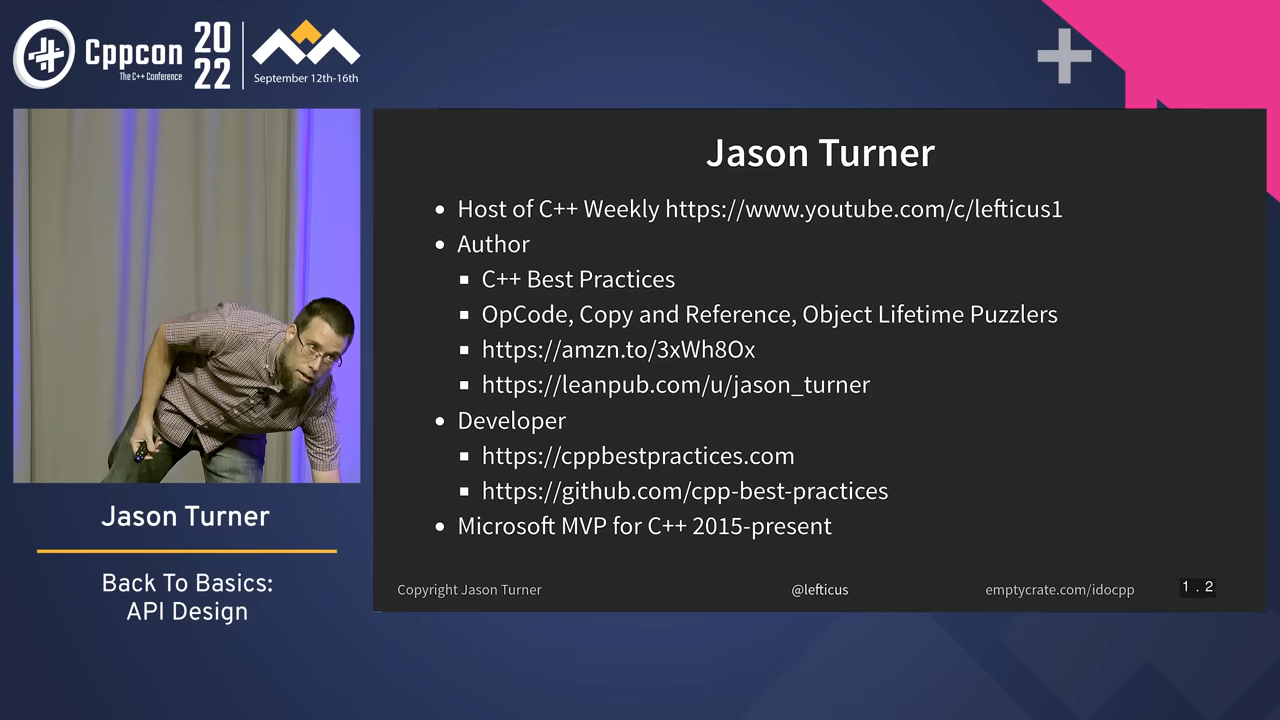 Cppcon
The C++ Conference
20
22
September 12th-16th
Jason Turner
Host of C++ Weekly https://www.youtube.com/c/lefticus1
Author
C++ Best Practices
OpCode, Copy and Reference, Object Lifetime Puzzlers
https://amzn.to/3xWh8Ox
https://leanpub.com/u/jason_turner
Developer
https://cppbestpractices.com
https://github.com/cpp-best-practices
Microsoft MVP for C++ 2015-present
Copyright Jason Turner
@lefticus
emptycrate.com/idocpp
1 . 2
Jason Turner
Back To Basics:
API Design